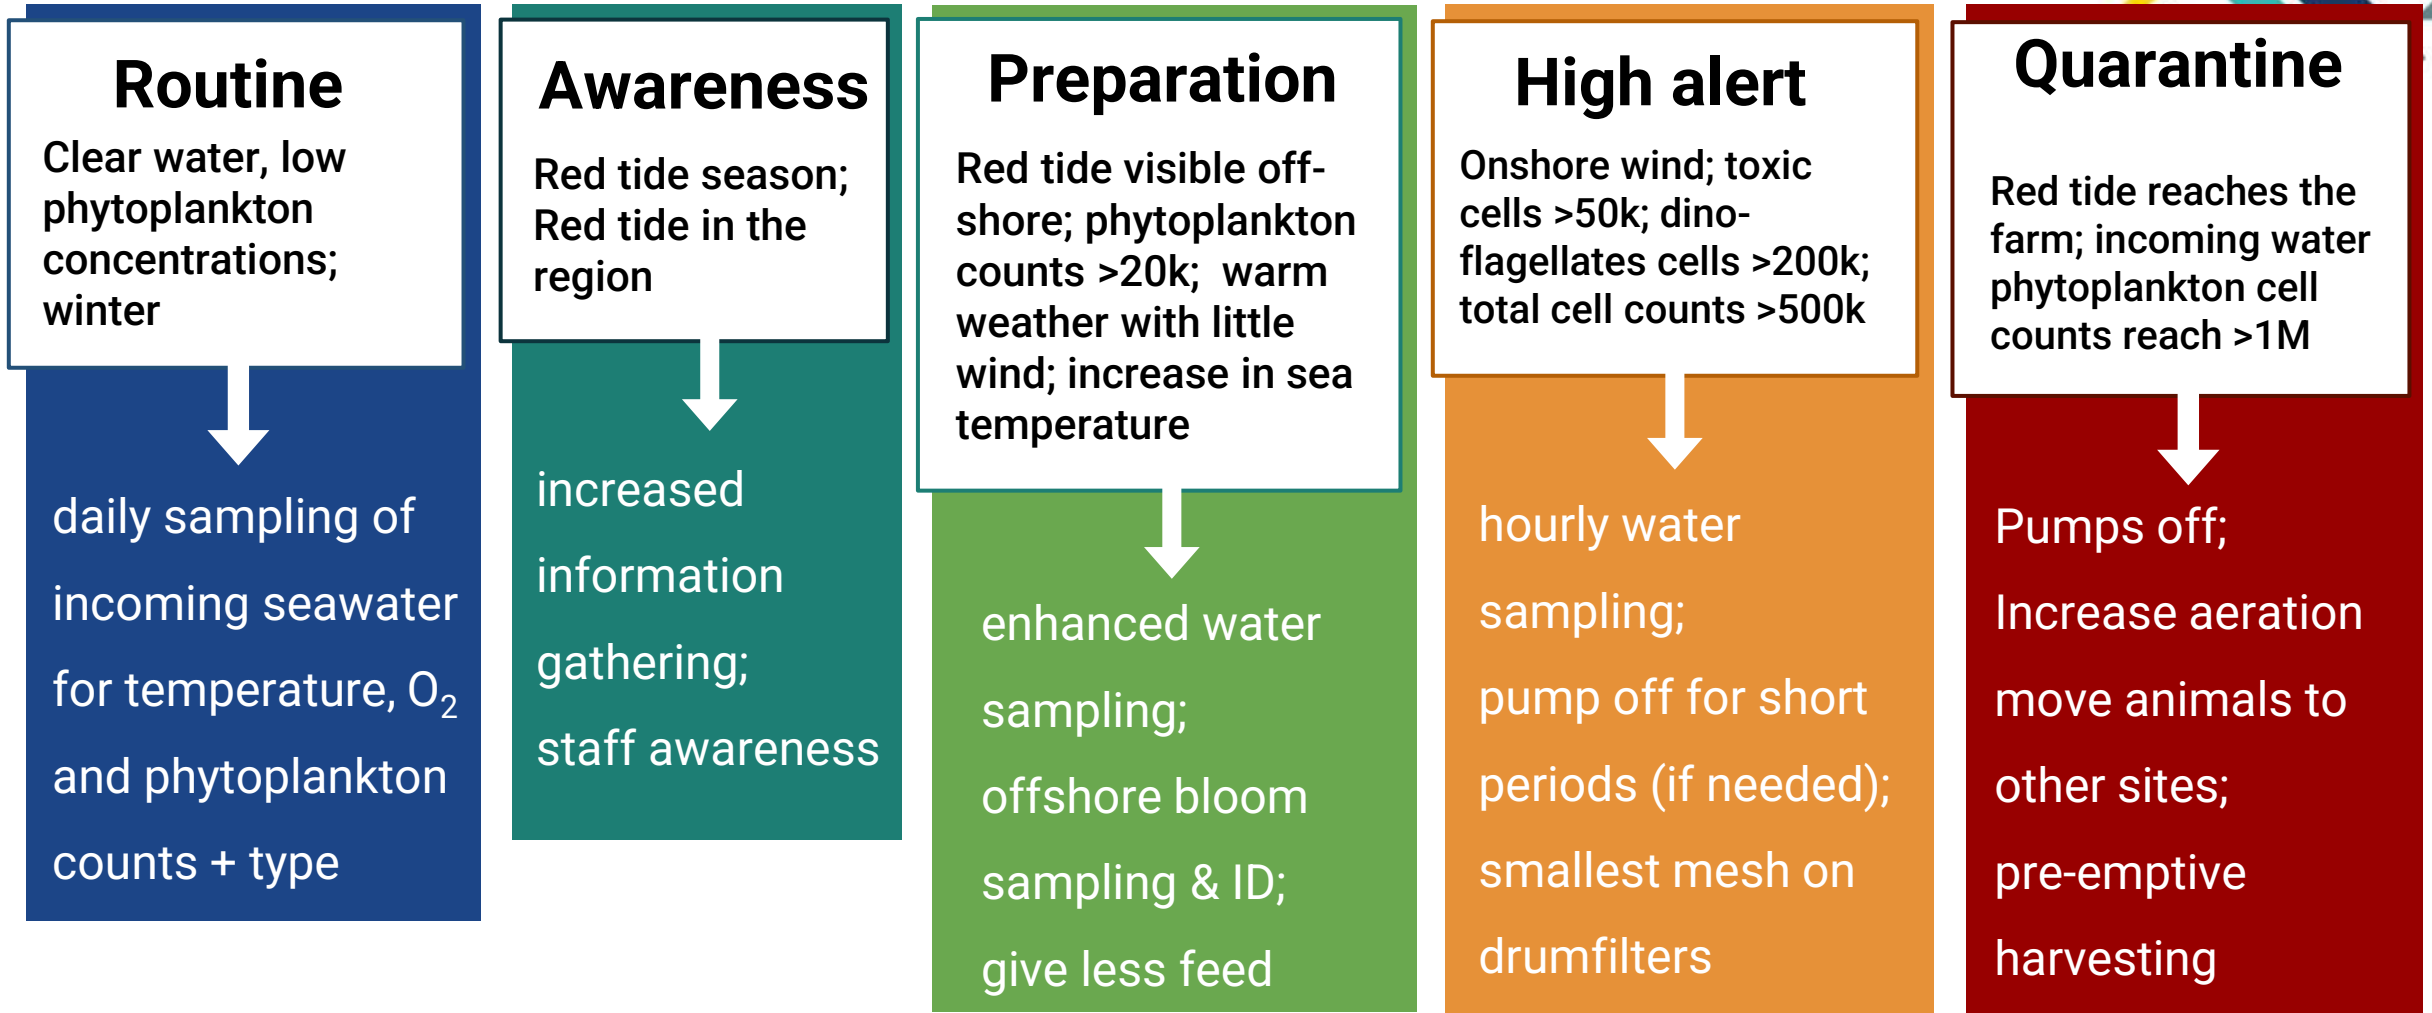 Routine
Clear water, low
phytoplankton
concentrations;
winter
daily sampling of
incoming seawater
for temperature, O₂
and phytoplankton
counts + type
Awareness
Red tide season;
Red tide in the
region
increased
information
gathering;
staff awareness
Preparation
Red tide visible off-
shore; phytoplankton
counts >20k; warm
weather with little
wind; increase in sea
temperature
enhanced water
sampling;
offshore bloom
sampling & ID;
give less feed
High alert
Onshore wind; toxic
cells >50k; dino-
flagellates cells >200k;
total cell counts >500k
hourly water
sampling;
pump off for short
periods (if needed);
smallest mesh on
drumfilters
Quarantine
Red tide reaches the
farm; incoming water
phytoplankton cell
counts reach >1M
Pumps off;
Increase aeration
move animals to
other sites;
pre-emptive
harvesting